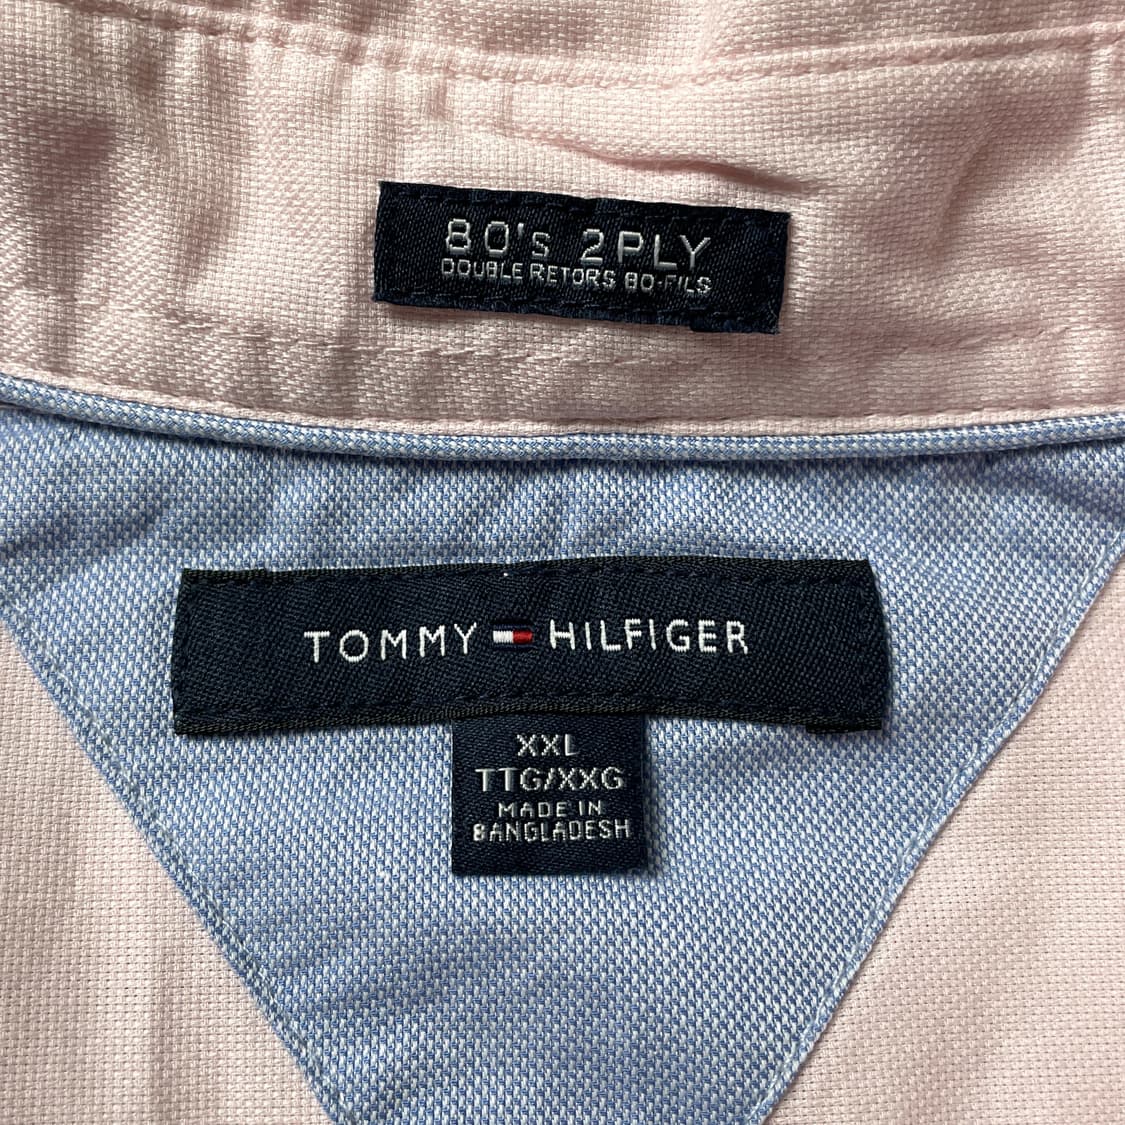 80's 2PLY
DOUBLE RETORS 80-FILS
TOMMY HILFIGER
XXL
TTG/XXG
MADE IN
BANGLADESH